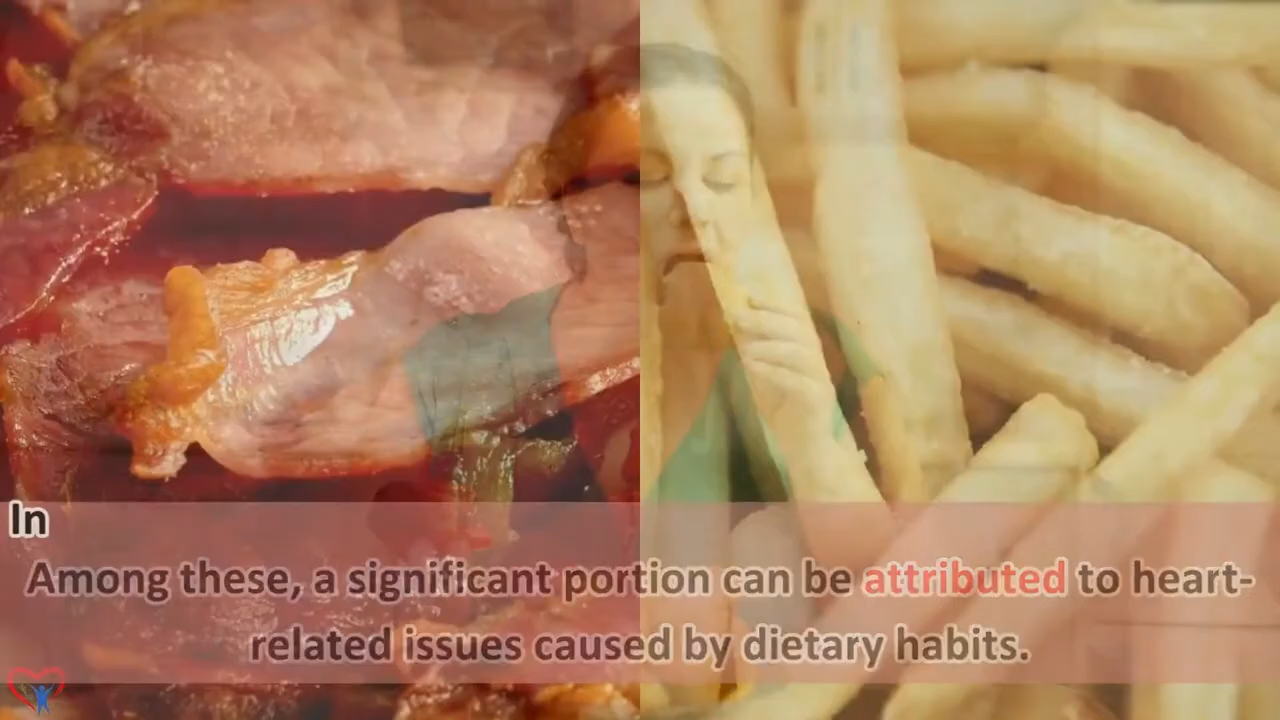 In
Among these, a significant portion can be attributed to heart-
related issues caused by dietary habits.